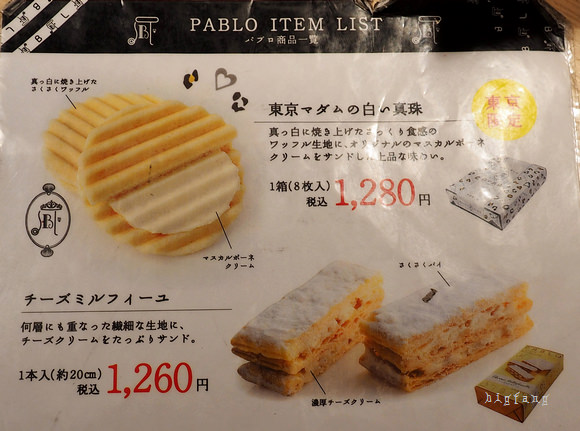 PABLO ITEM LIST
パブロ商品一覧
真っ白に焼き上げた
さくさくワッフル
東京マダムの白い真珠
東京
限定
真っ白に焼き上げたさっくり食感の
ワッフル生地に、オリジナルのマスカルポーネ
クリームをサンドした上品な味わい。
1箱(8枚入)
税込 1,280円
マスカルポーネ
クリーム
さくさくパイ
チーズミルフィーユ
何層にも重なった繊細な生地に、
チーズクリームをたっぷりサンド。
1本入(約20cm)
税込 1,260円
濃厚チーズクリーム
bigfang